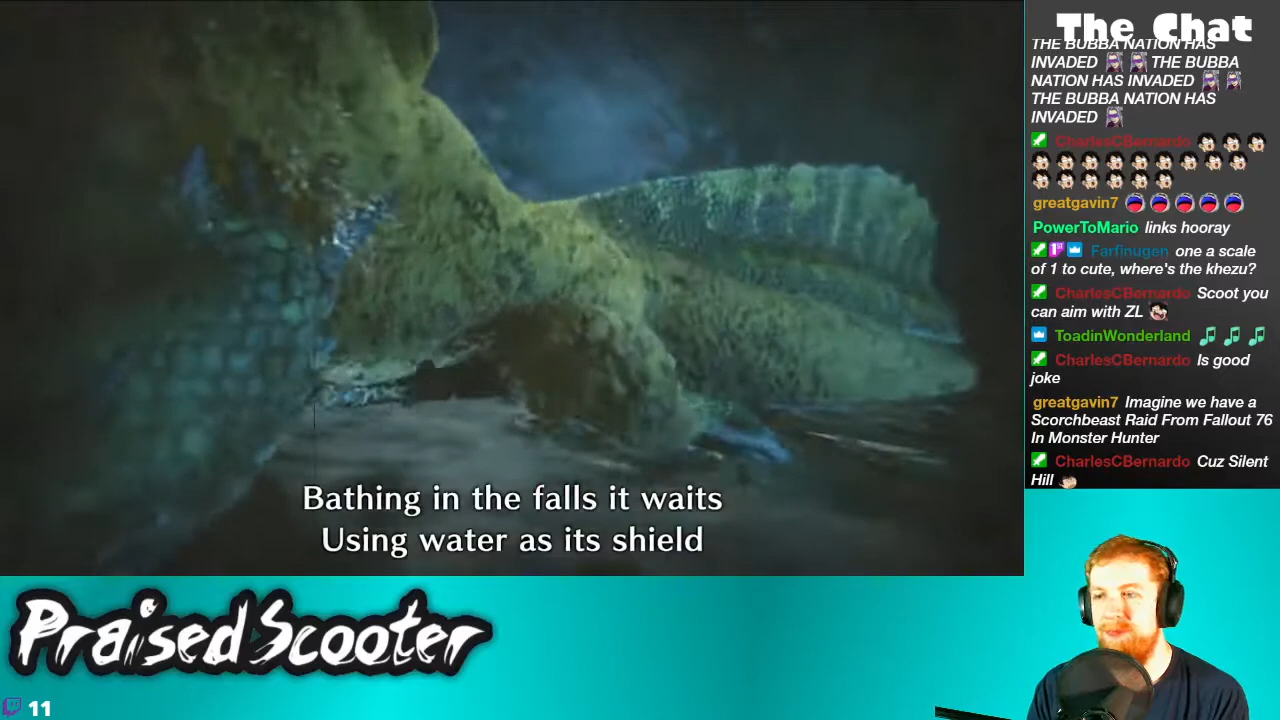 The Chat
THE BUBBA NATION HAS
INVADED THE BUBBA
NATION HAS INVADED
THE BUBBA NATION HAS
INVADED
CharlesCBernardo
greatgavin7
PowerToMario links hooray
Farfinugen one a scale
of 1 to cute, where's the khezu?
CharlesCBernardo Scoot you
can aim with ZL
ToadinWonderland
CharlesCBernardo Is good
joke
greatgavin7 Imagine we have a
Scorchbeast Raid From Fallout 76
In Monster Hunter
CharlesCBernardo Cuz Silent
Hill
Bathing in the falls it waits
Using water as its shield
PraisedScooter
11